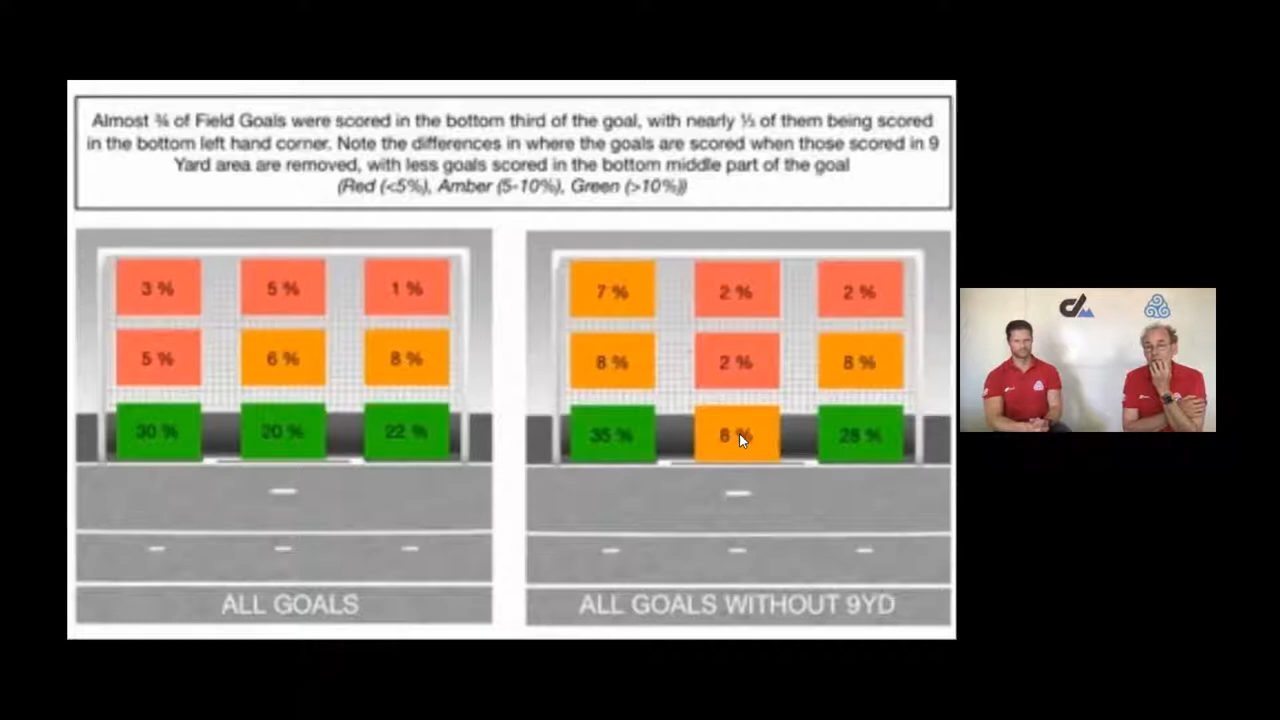 Almost ¾ of Field Goals were scored in the bottom third of the goal, with nearly ⅓ of them being scored
in the bottom left hand corner. Note the differences in where the goals are scored when those scored in 9
Yard area are removed, with less goals scored in the bottom middle part of the goal
(Red (<5%), Amber (5-10%), Green (>10%))
3 % 5 % 1 %
5 % 6 % 8 %
30 % 20 % 22 %
ALL GOALS
7 % 2 % 2 %
8 % 2 % 8 %
35 % 8 % 28 %
ALL GOALS WITHOUT 9YD